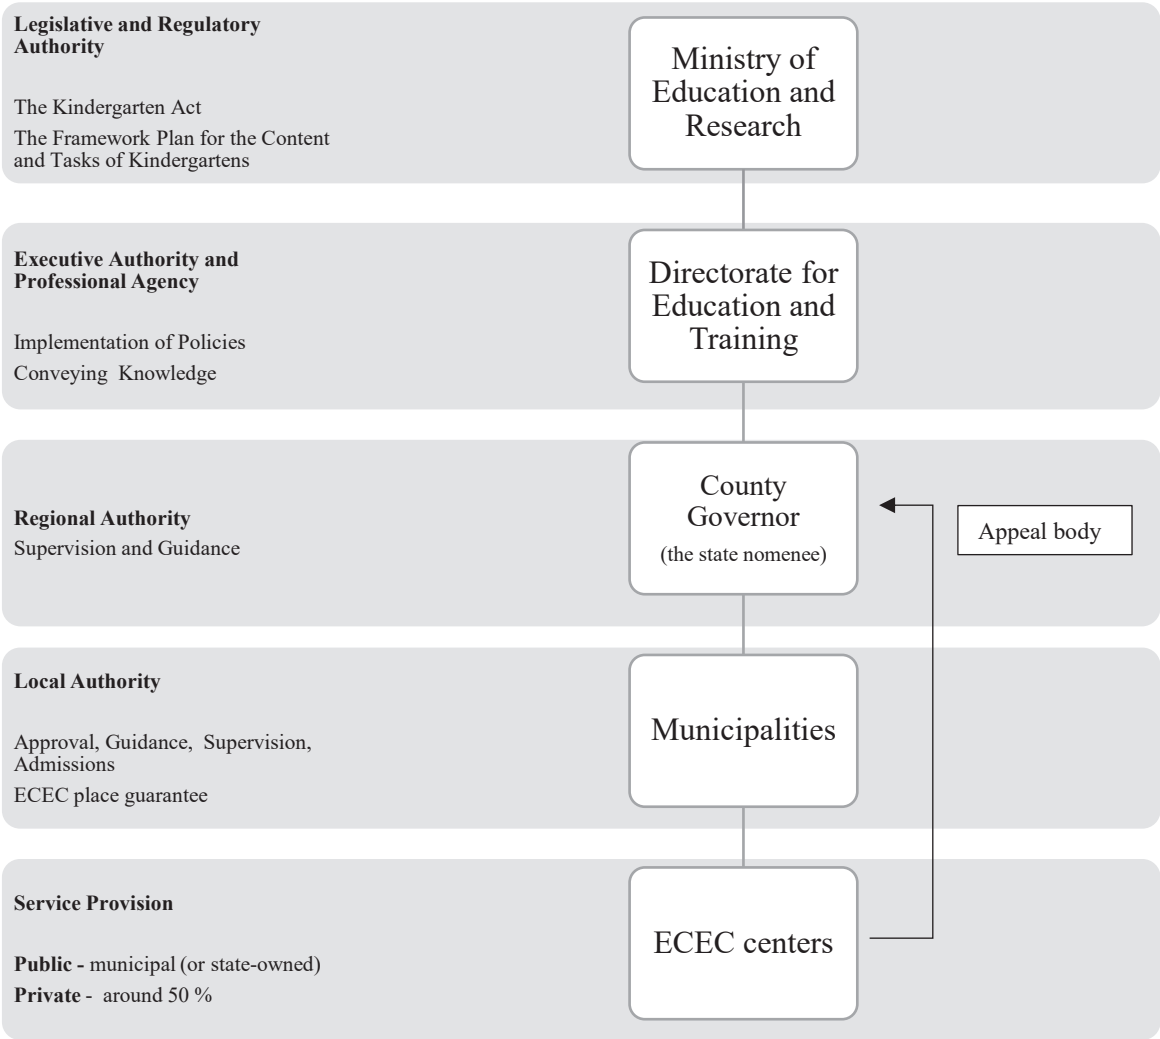 Legislative and Regulatory
Authority
The Kindergarten Act
The Framework Plan for the Content
and Tasks of Kindergartens
Ministry of
Education and
Research
Executive Authority and
Professional Agency
Implementation of Policies
Conveying Knowledge
Directorate for
Education and
Training
Regional Authority
Supervision and Guidance
County
Governor
(the state nomenee)
Appeal body
Local Authority
Approval, Guidance, Supervision,
Admissions
ECEC place guarantee
Municipalities
Service Provision
Public - municipal (or state-owned)
Private - around 50 %
ECEC centers